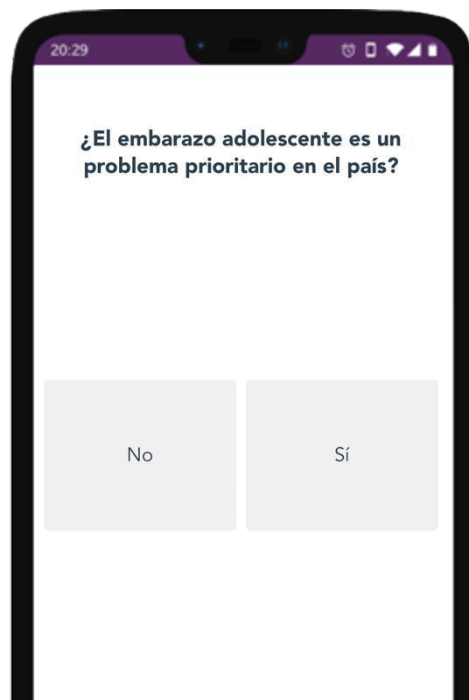 20:29
¿El embarazo adolescente es un
problema prioritario en el país?
No
Sí